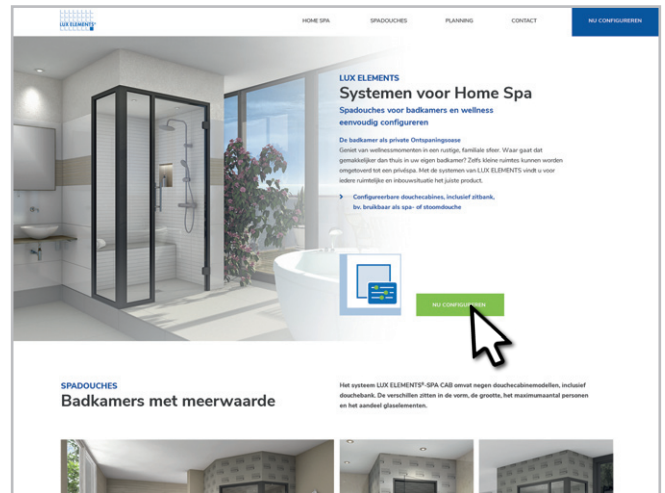 LUX ELEMENTS®
HOME SPA
SPADOUCHES
PLANNING
CONTACT
NU CONFIGUREREN
LUX ELEMENTS
Systemen voor Home Spa
Spadouches voor badkamers en wellness
eenvoudig configureren
De badkamer als private Ontspaningsoase
Geniet van wellnessmomenten in een rustige, familiale sfeer. Waar gaat dat
gemakkelijker dan thuis in uw eigen badkamer? Zelfs kleine ruimtes kunnen worden
omgetoverd tot een privéspa. Met de systemen van LUX ELEMENTS vindt u voor
iedere ruimtelijke en inbouwsituatie het juiste product.
Configureerbare douchecabines, inclusief zitbank,
bv. bruikbaar als spa- of stoomdouche
NU CONFIGUREREN
SPADOUCHES
Badkamers met meerwaarde
Het systeem LUX ELEMENTS®-SPA CAB omvat negen douchecabinemodellen, inclusief
douchebank. De verschillen zitten in de vorm, de grootte, het maximumaantal personen
en het aandeel glaselementen.